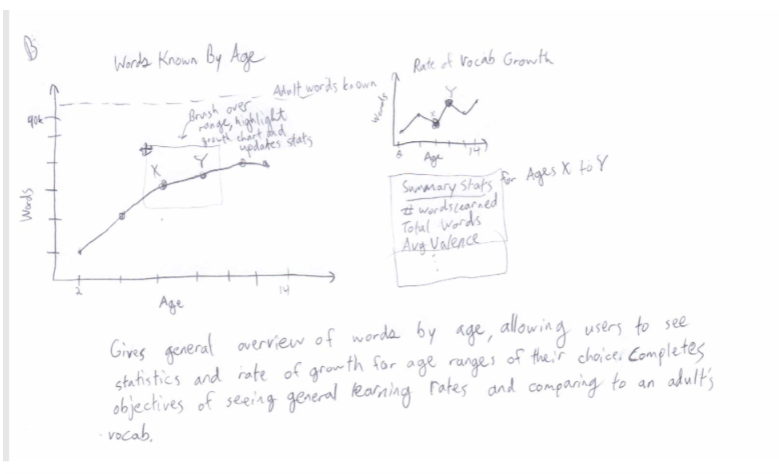 B
Words Known By Age
Adult words known
40k
Brush over
range, highlight
growth chart and
updates stats
X
Y
Words
2
14
Age
Rate of Vocab Growth
Words
X
Y
Age
14
Summary Stats for Ages X to Y
# words learned
Total Words
Avg Valence
Gives general overview of words by age, allowing users to see
statistics and rate of growth for age ranges of their choice. Completes
objectives of seeing general learning rates and comparing to an adult's
vocab.